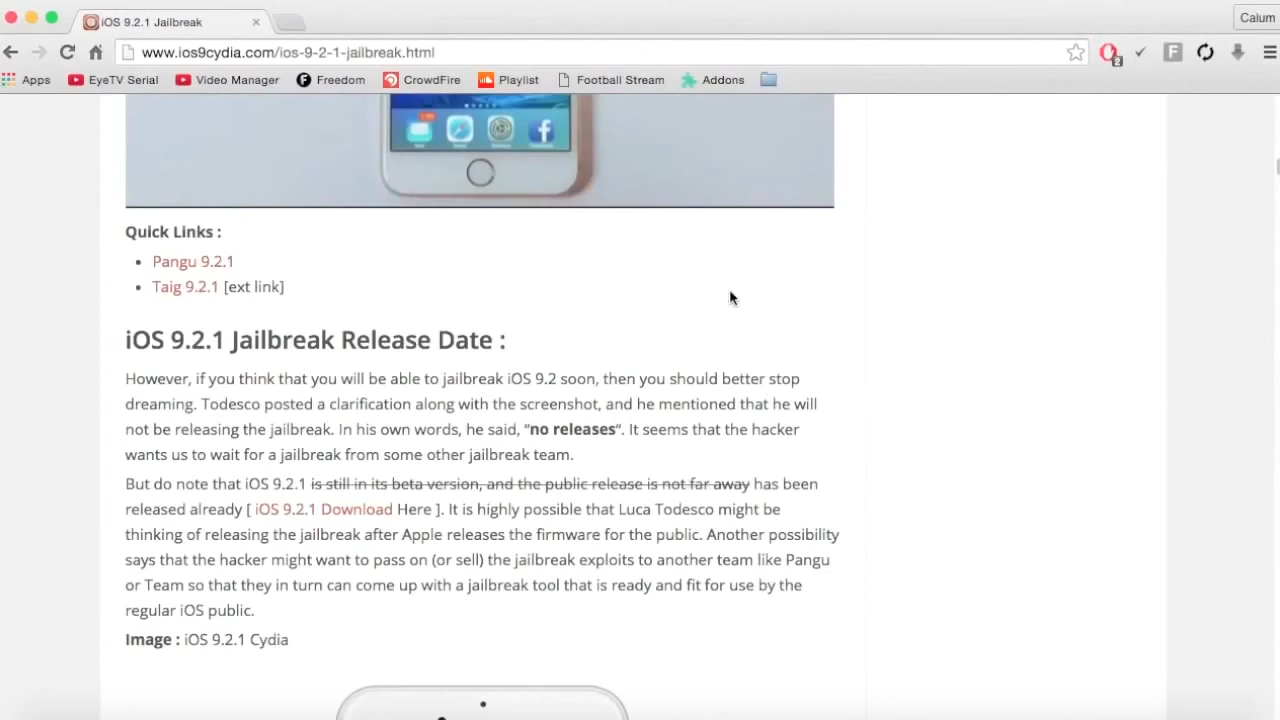 iOS 9.2.1 Jailbreak
Calum
www.ios9cydia.com/ios-9-2-1-jailbreak.html
2
Apps EyeTV Serial Video Manager Freedom CrowdFire Playlist Football Stream Addons
Quick Links :
Pangu 9.2.1
Taig 9.2.1 [ext link]
iOS 9.2.1 Jailbreak Release Date :
However, if you think that you will be able to jailbreak iOS 9.2 soon, then you should better stop
dreaming. Todesco posted a clarification along with the screenshot, and he mentioned that he will
not be releasing the jailbreak. In his own words, he said, “no releases“. It seems that the hacker
wants us to wait for a jailbreak from some other jailbreak team.
But do note that iOS 9.2.1 is still in its beta version, and the public release is not far away has been
released already [ iOS 9.2.1 Download Here ]. It is highly possible that Luca Todesco might be
thinking of releasing the jailbreak after Apple releases the firmware for the public. Another possibility
says that the hacker might want to pass on (or sell) the jailbreak exploits to another team like Pangu
or Team so that they in turn can come up with a jailbreak tool that is ready and fit for use by the
regular iOS public.
Image : iOS 9.2.1 Cydia